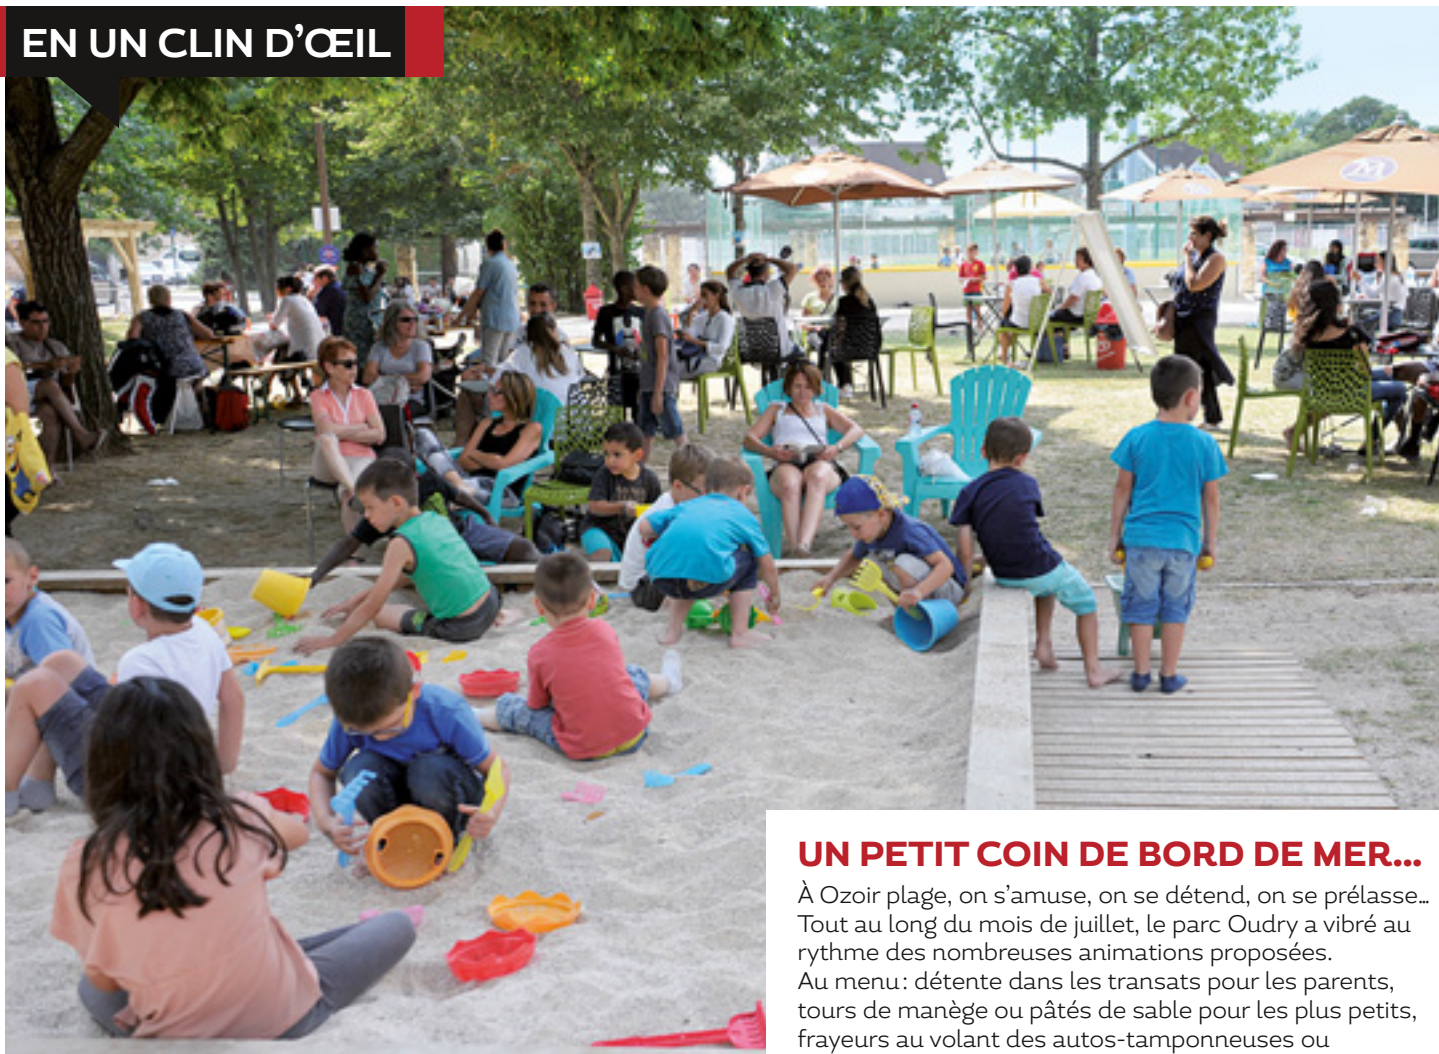 EN UN CLIN D'ŒIL
M
UN PETIT COIN DE BORD DE MER...
À Ozoir plage, on s'amuse, on se détend, on se prélasse...
Tout au long du mois de juillet, le parc Oudry a vibré au
rythme des nombreuses animations proposées.
Au menu : détente dans les transats pour les parents,
tours de manège ou pâtés de sable pour les plus petits,
frayeurs au volant des autos-tamponneuses ou